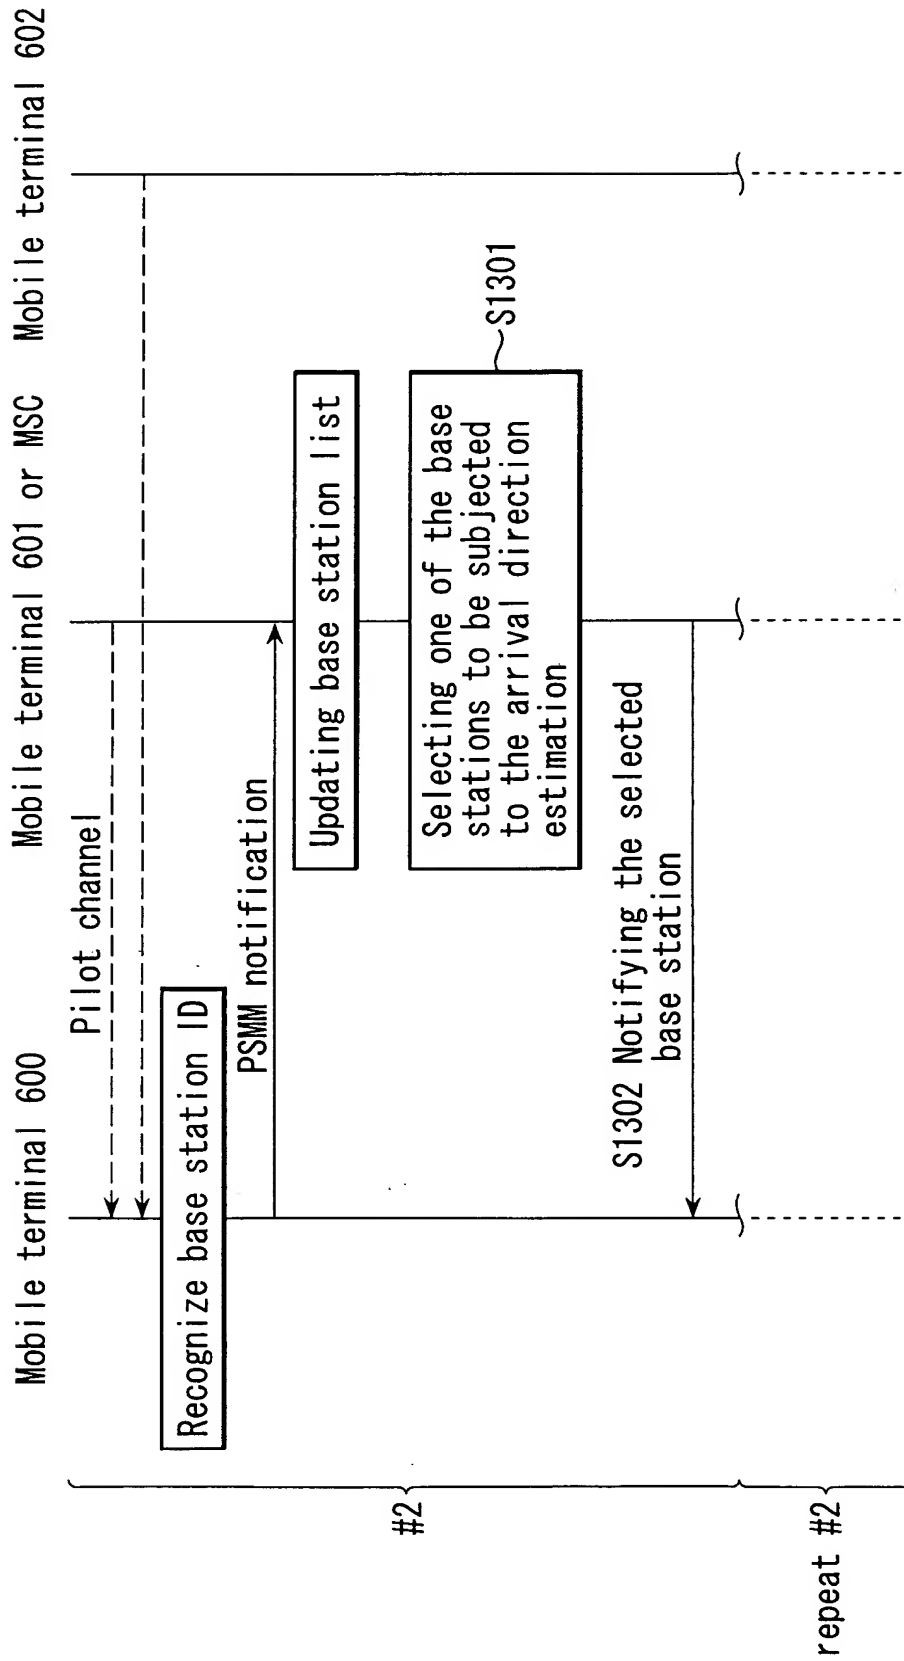 Mobile terminal 600
Mobile terminal 601 or MSC
Mobile terminal 602
Pilot channel
Recognize base station ID
PSMM notification
Updating base station list
Selecting one of the base
stations to be subjected
to the arrival direction
estimation
S1301
S1302 Notifying the selected
base station
#2
repeat #2